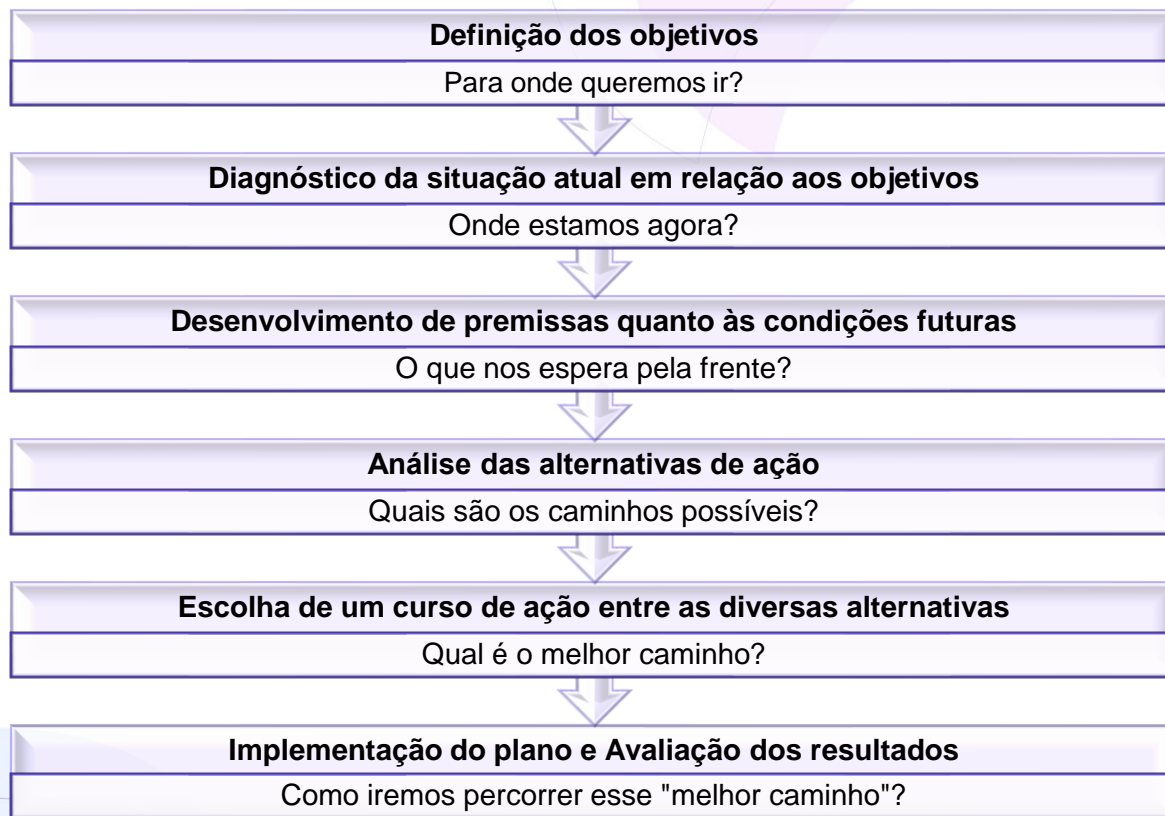 Definição dos objetivos
Para onde queremos ir?
Diagnóstico da situação atual em relação aos objetivos
Onde estamos agora?
Desenvolvimento de premissas quanto às condições futuras
O que nos espera pela frente?
Análise das alternativas de ação
Quais são os caminhos possíveis?
Escolha de um curso de ação entre as diversas alternativas
Qual é o melhor caminho?
Implementação do plano e Avaliação dos resultados
Como iremos percorrer esse "melhor caminho"?